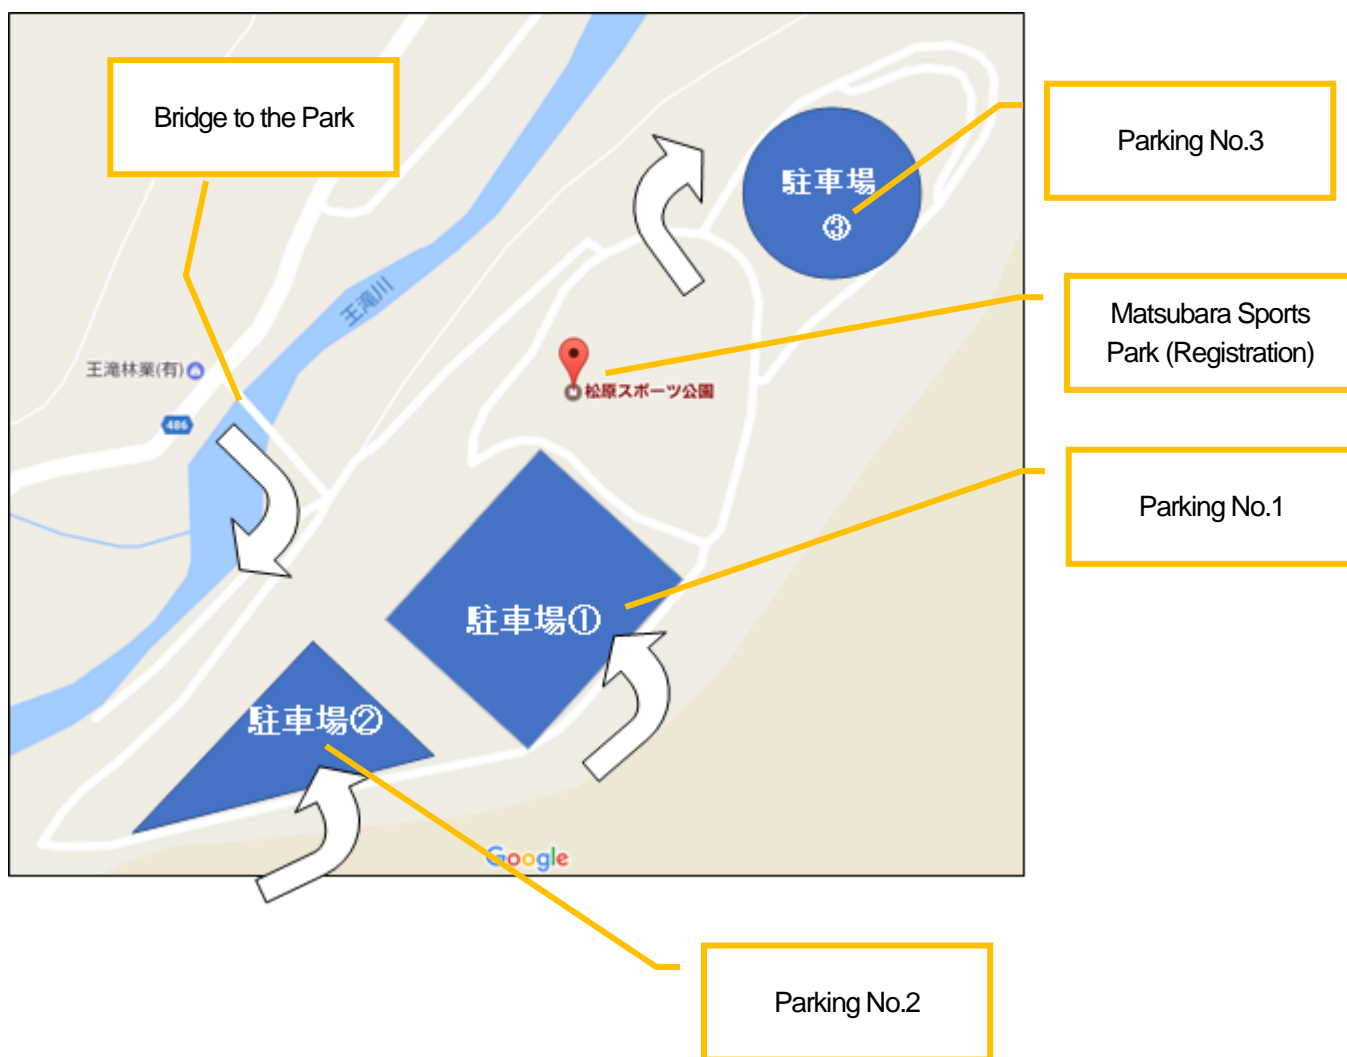 Bridge to the Park
Parking No.3
駐車場
③
王滝川
Matsubara Sports
Park (Registration)
王滝林業(有)
松原スポーツ公園
486
Parking No.1
駐車場①
駐車場②
Google
Parking No.2